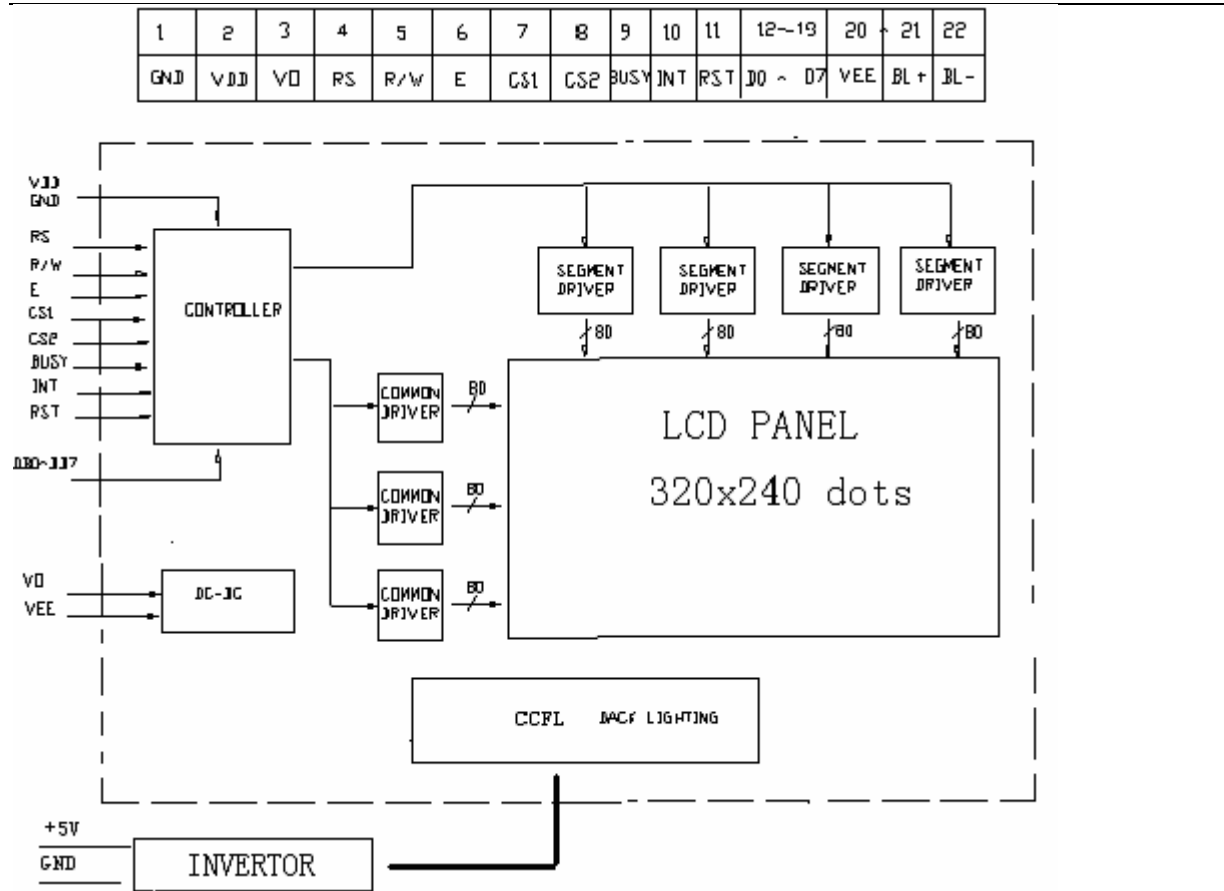 1 2 3 4 5 6 7 8 9 10 11 12--19 20 - 21 22
GND VDD VO RS R/W E CS1 CS2 BUSY INT RST D0 ~ D7 VEE BL+ BL-
VDD
GND
RS
R/W
E
CS1
CS2
BUSY
INT
RST
DB0~DB7
CONTROLLER
SEGMENT
DRIVER
SEGMENT
DRIVER
SEGMENT
DRIVER
SEGMENT
DRIVER
80
80
80
80
COMMON
DRIVER
80
COMMON
DRIVER
80
COMMON
DRIVER
80
LCD PANEL
320x240 dots
VO
VEE
DC-DC
CCFL BACK LIGHTING
+5V
GND
INVERTOR